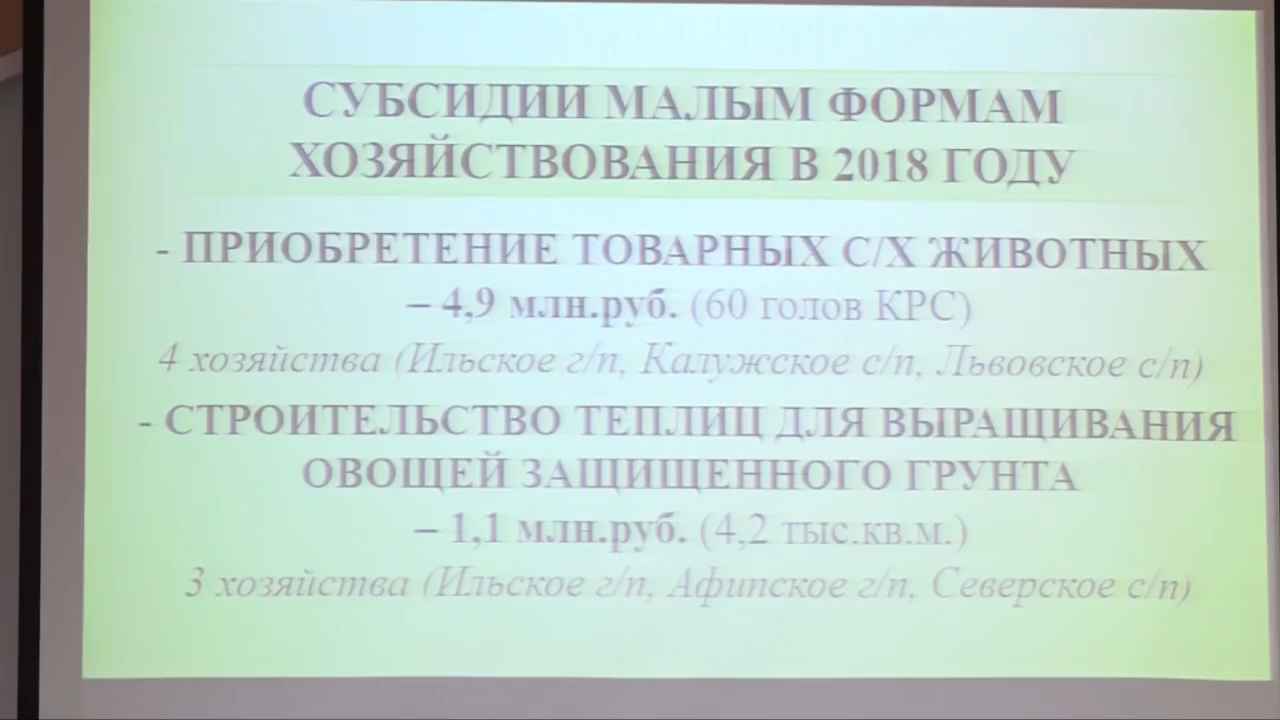 СУБСИДИИ МАЛЫМ ФОРМАМ
ХОЗЯЙСТВОВАНИЯ В 2018 ГОДУ
- ПРИОБРЕТЕНИЕ ТОВАРНЫХ С/Х ЖИВОТНЫХ
– 4,9 млн.руб. (60 голов КРС)
4 хозяйства (Ильское г/п, Калужское с/п, Львовское с/п)
- СТРОИТЕЛЬСТВО ТЕПЛИЦ ДЛЯ ВЫРАЩИВАНИЯ
ОВОЩЕЙ ЗАЩИЩЕННОГО ГРУНТА
– 1,1 млн.руб. (4,2 тыс.кв.м.)
3 хозяйства (Ильское г/п, Афипское г/п, Северское с/п)